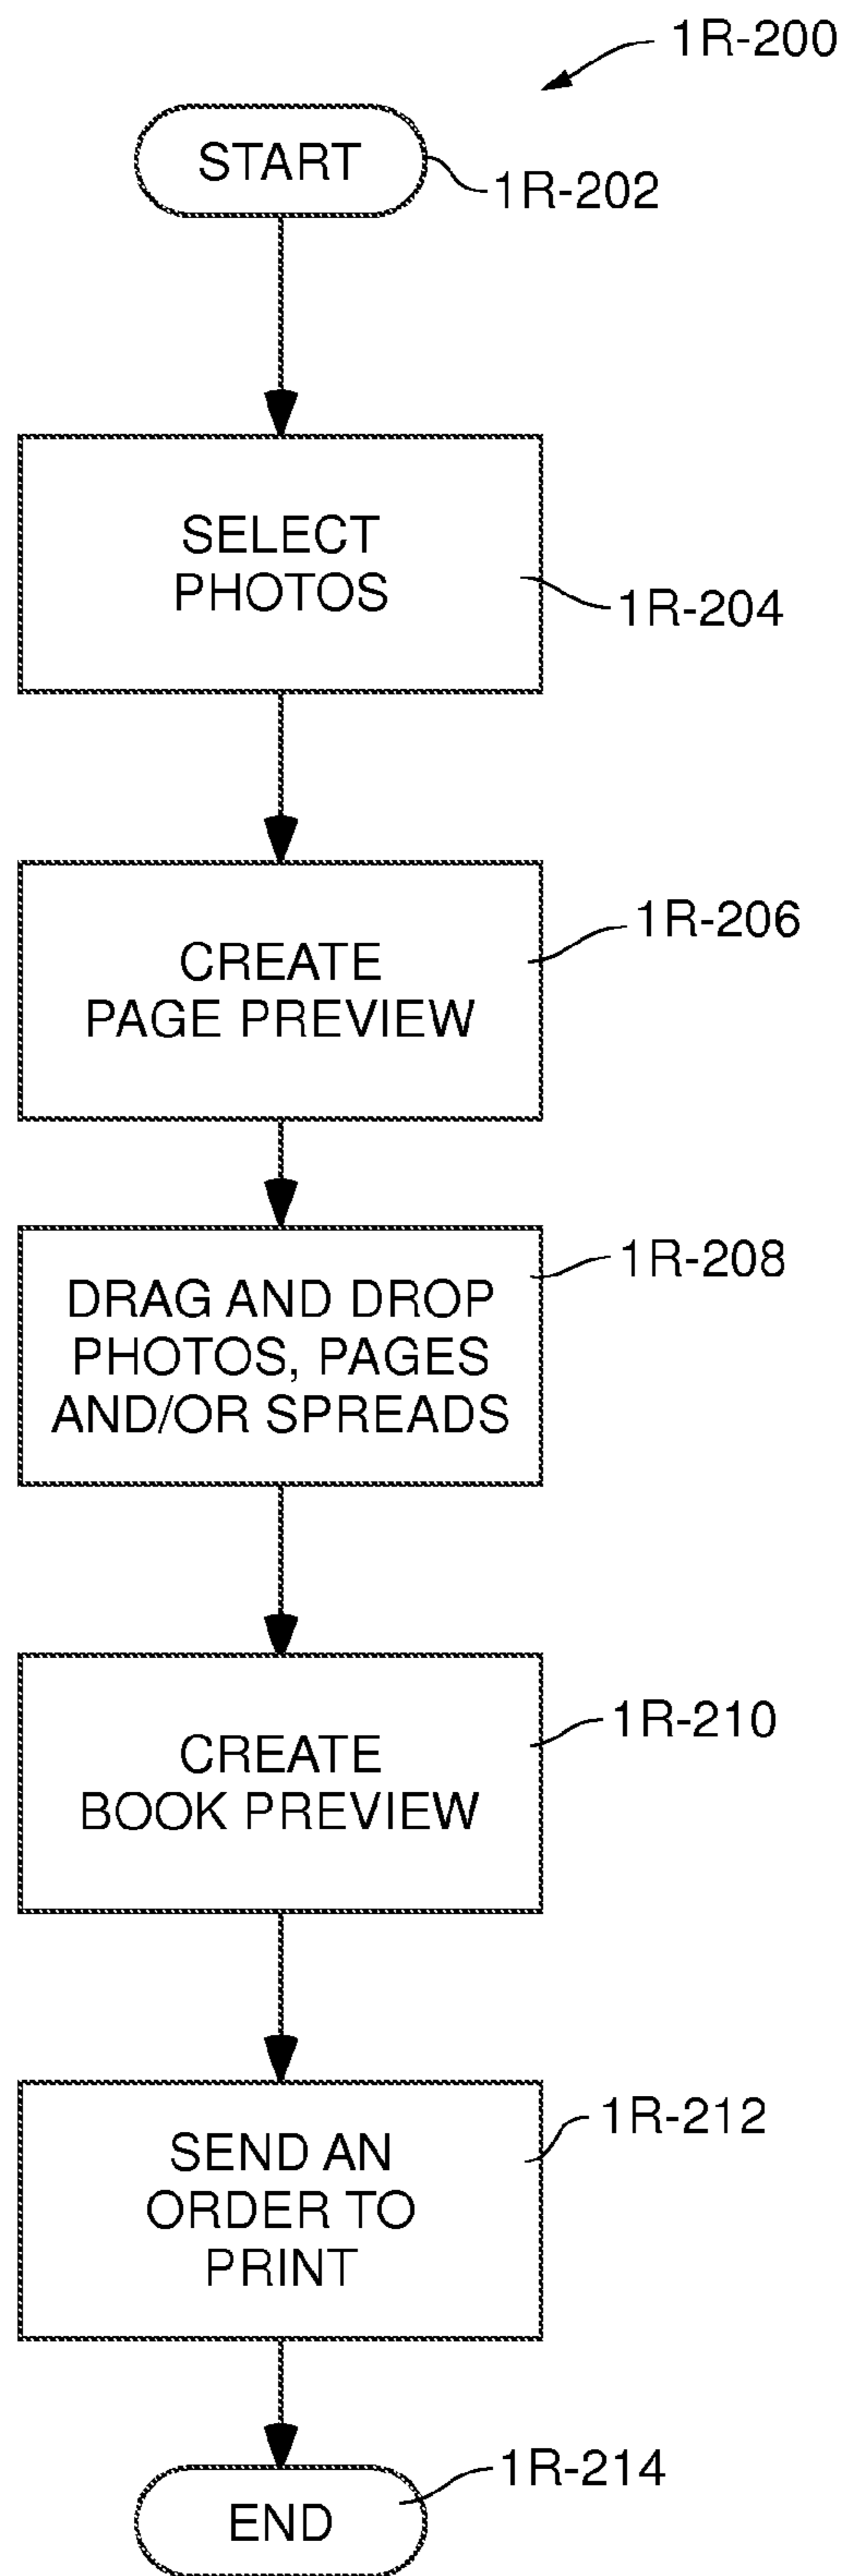 1R-200
START
1R-202
SELECT
PHOTOS
1R-204
1R-206
CREATE
PAGE PREVIEW
1R-208
DRAG AND DROP
PHOTOS, PAGES
AND/OR SPREADS
1R-210
CREATE
BOOK PREVIEW
1R-212
SEND AN
ORDER TO
PRINT
1R-214
END